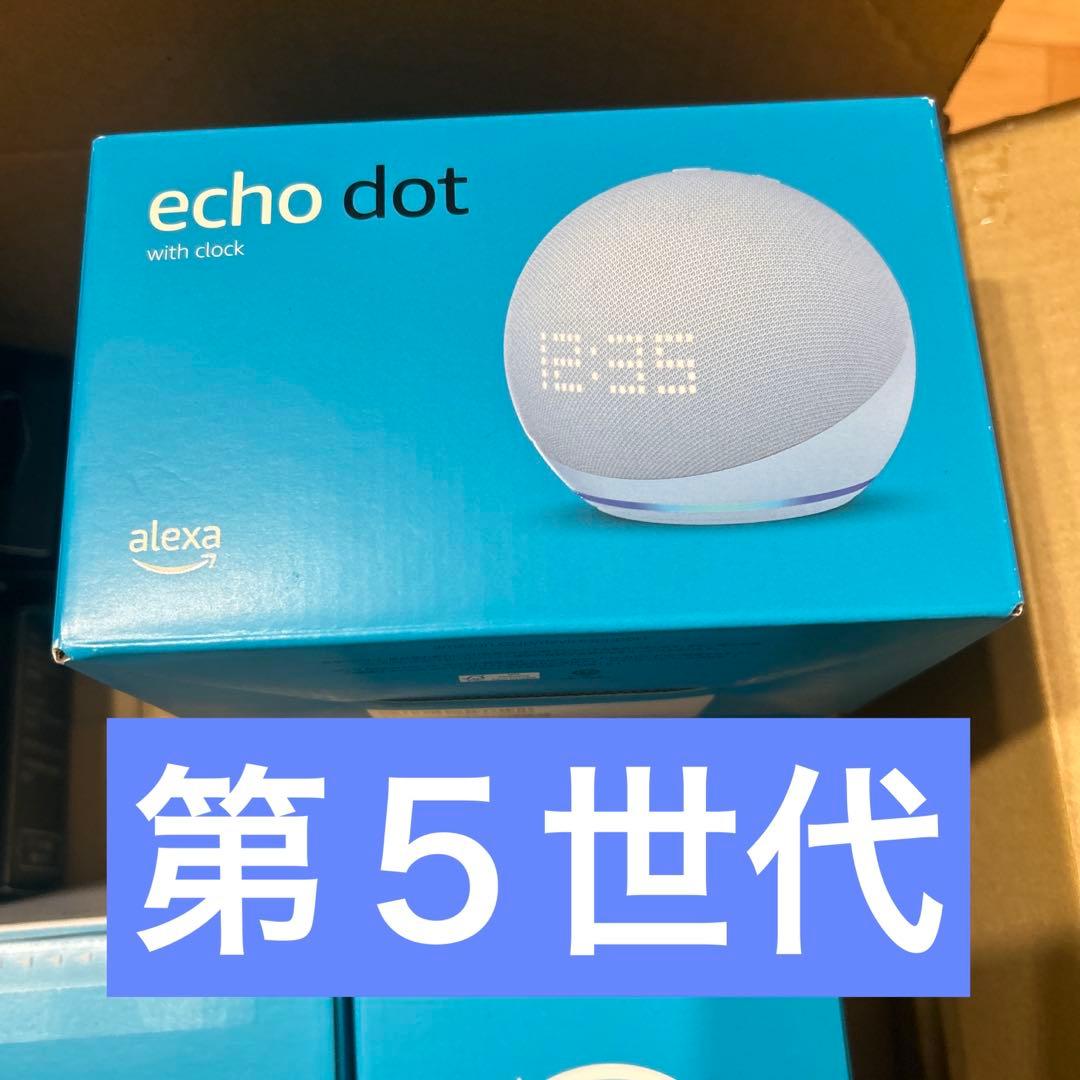 echo dot
with clock
12:35
alexa
第5世代